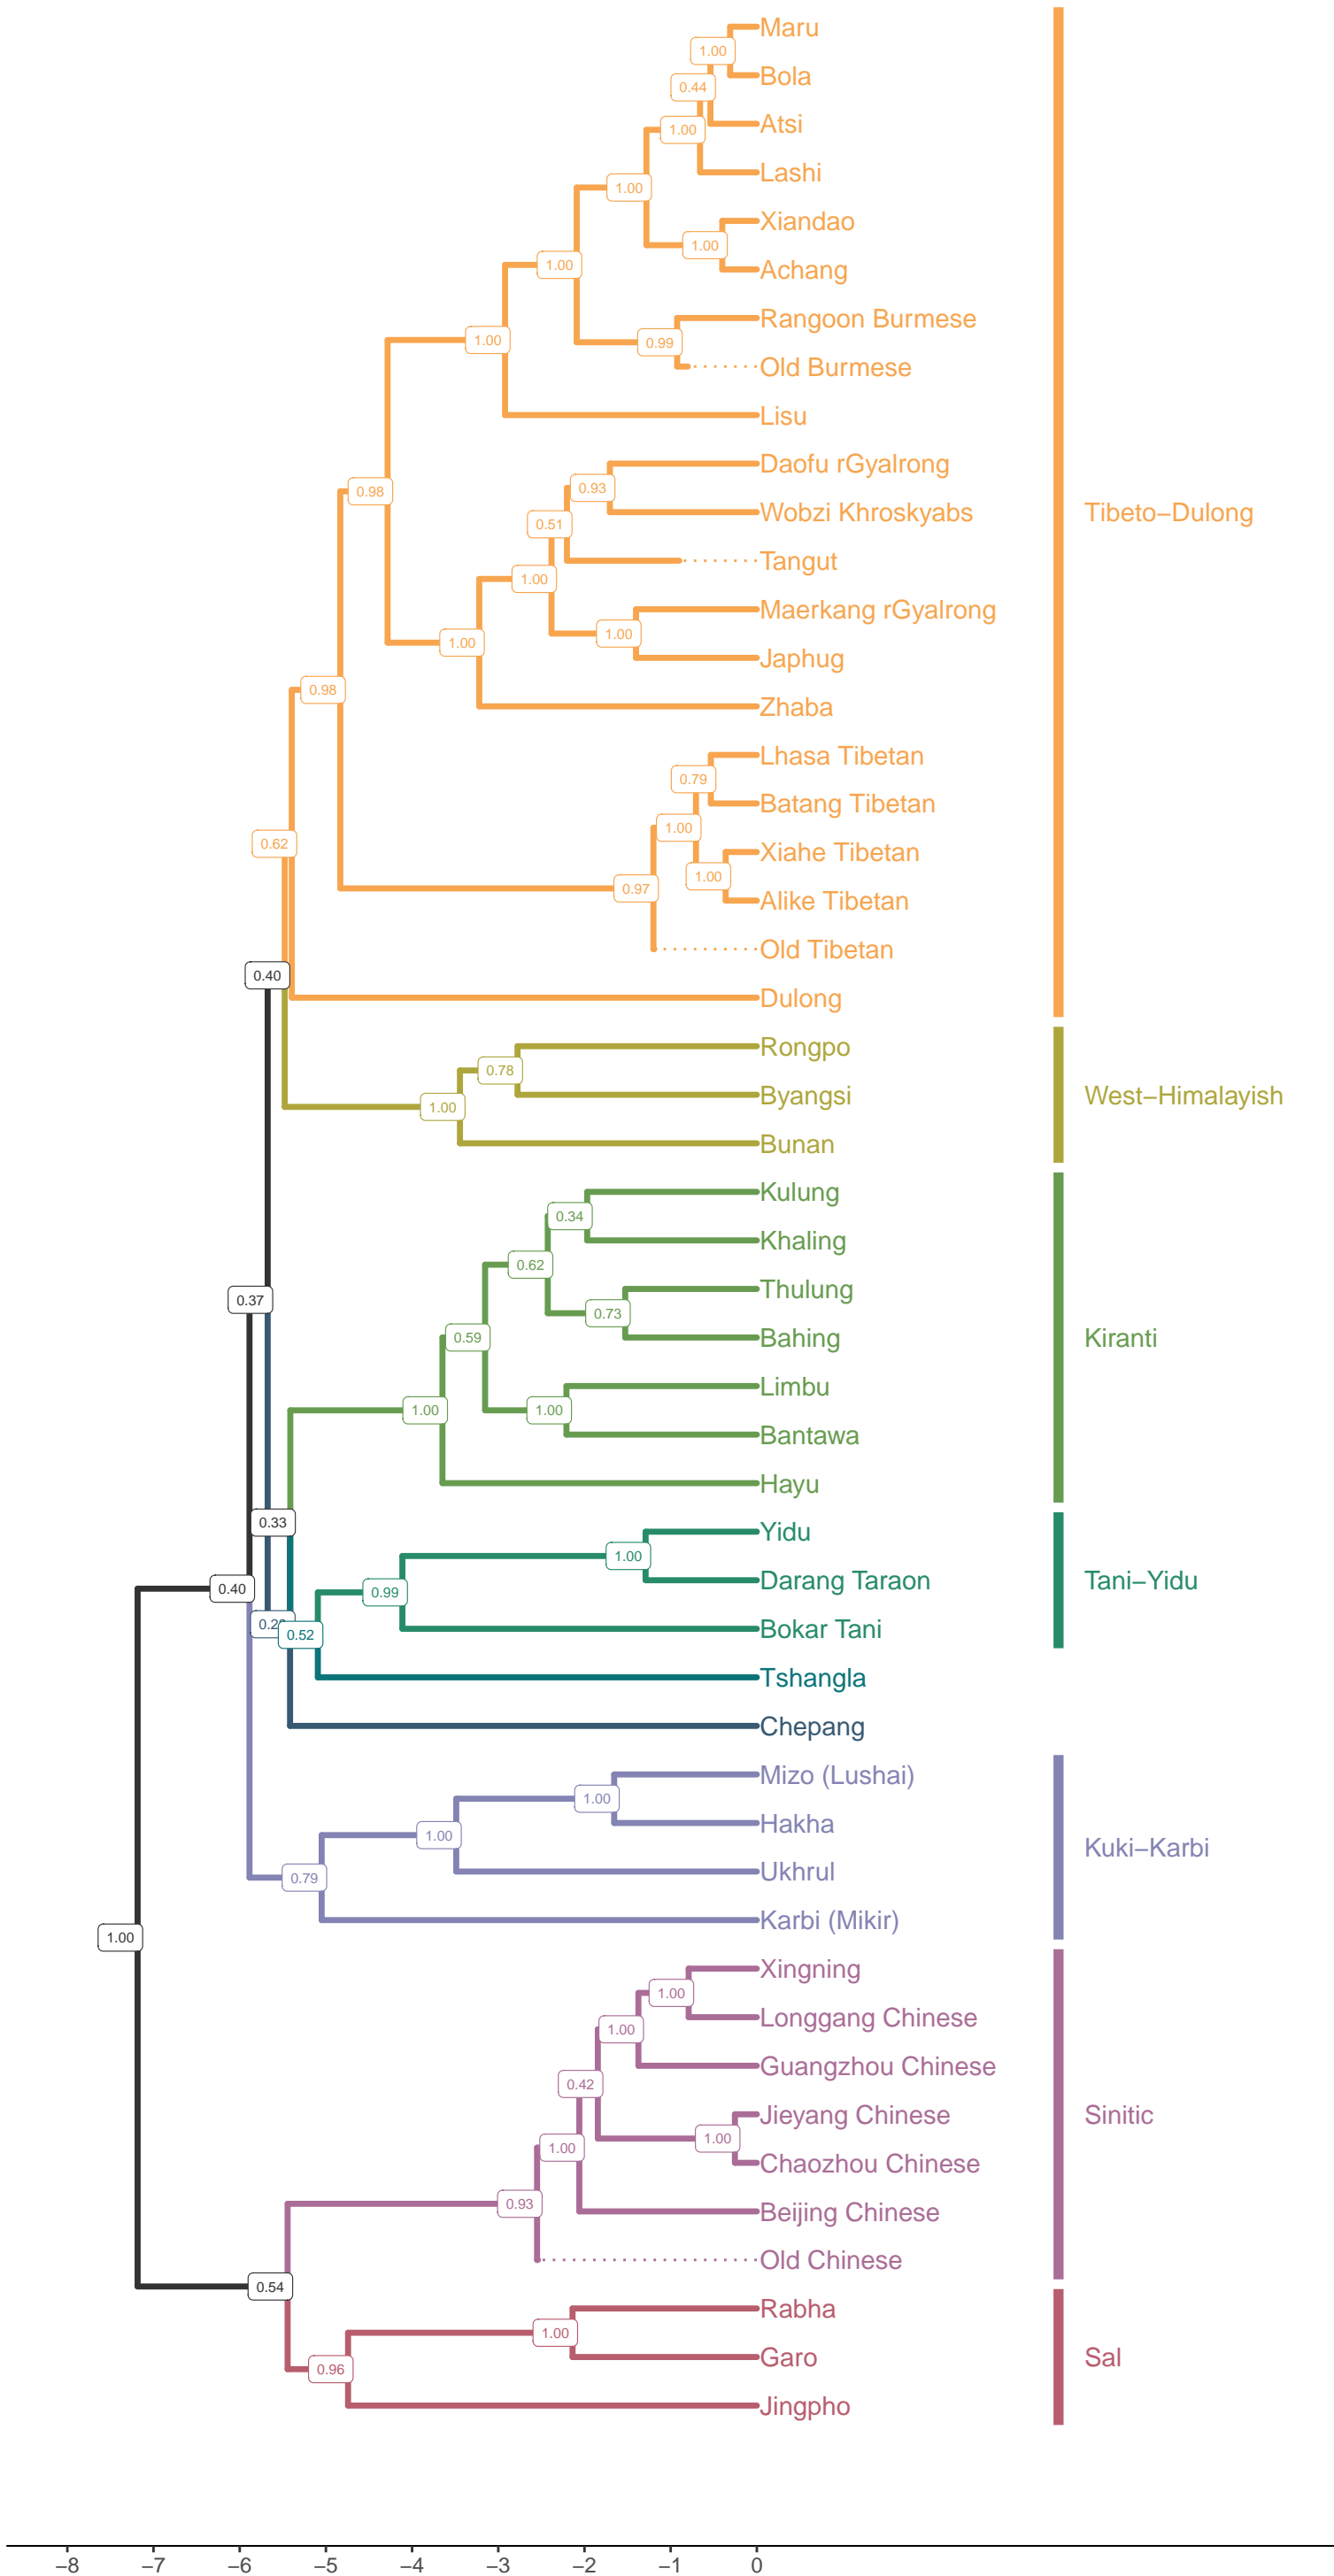 Maru
1.00
Bola
0.44
Atsi
1.00
Lashi
1.00
Xiandao
1.00
Achang
1.00
Rangoon Burmese
1.00
0.99
Old Burmese
Lisu
Daofu rGyalrong
0.98
0.93
Wobzi Khroskyabs
Tibeto−Dulong
0.51
Tangut
1.00
Maerkang rGyalrong
1.00
1.00
Japhug
0.98
Zhaba
Lhasa Tibetan
0.79
Batang Tibetan
1.00
0.62
Xiahe Tibetan
1.00
0.97
Alike Tibetan
Old Tibetan
0.40
Dulong
Rongpo
0.78
Byangsi
West−Himalayish
1.00
Bunan
Kulung
0.34
Khaling
0.62
Thulung
0.37
0.73
Bahing
Kiranti
0.59
Limbu
1.00
1.00
Bantawa
Hayu
0.33
Yidu
1.00
Darang Taraon
Tani−Yidu
0.40
0.99
Bokar Tani
0.52
Tshangla
Chepang
Mizo (Lushai)
1.00
Hakha
1.00
Kuki−Karbi
Ukhrul
0.79
Karbi (Mikir)
1.00
Xingning
1.00
Longgang Chinese
1.00
Guangzhou Chinese
0.42
Jieyang Chinese
Sinitic
1.00
1.00
Chaozhou Chinese
0.93
Beijing Chinese
Old Chinese
0.54
Rabha
1.00
Garo
Sal
0.96
Jingpho
−8 −7 −6 −5 −4 −3 −2 −1 0